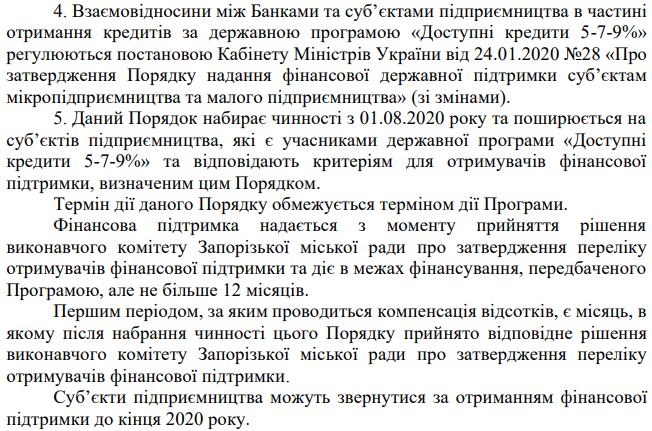 4. Взаємовідносини між Банками та суб’єктами підприємництва в частині
отримання кредитів за державною програмою «Доступні кредити 5-7-9%»
регулюються постановою Кабінету Міністрів України від 24.01.2020 №28 «Про
затвердження Порядку надання фінансової державної підтримки суб’єктам
мікропідприємництва та малого підприємництва» (зі змінами).
5. Даний Порядок набирає чинності з 01.08.2020 року та поширюється на
суб’єктів підприємництва, які є учасниками державної програми «Доступні
кредити 5-7-9%» та відповідають критеріям для отримувачів фінансової
підтримки, визначеним цим Порядком.
Термін дії даного Порядку обмежується терміном дії Програми.
Фінансова підтримка надається з моменту прийняття рішення
виконавчого комітету Запорізької міської ради про затвердження переліку
отримувачів фінансової підтримки та діє в межах фінансування, передбаченого
Програмою, але не більше 12 місяців.
Першим періодом, за яким проводиться компенсація відсотків, є місяць, в
якому після набрання чинності цього Порядку прийнято відповідне рішення
виконавчого комітету Запорізької міської ради про затвердження переліку
отримувачів фінансової підтримки.
Суб’єкти підприємництва можуть звернутися за отриманням фінансової
підтримки до кінця 2020 року.